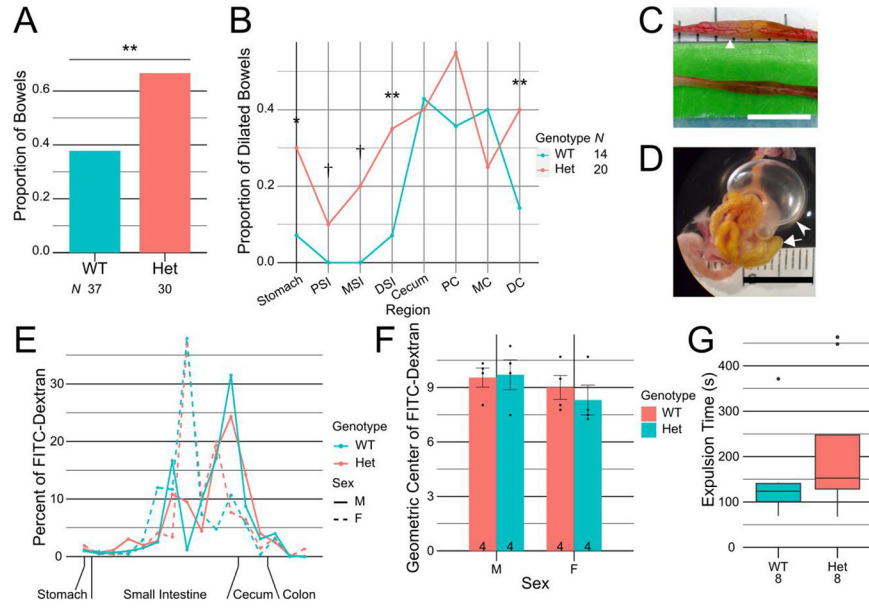 A
**
Proportion of Bowels
0.6
0.4
0.2
0.0
WT
Het
N 37
30
B
Proportion of Dilated Bowels
0.4
0.2
0.0
*
†
†
**
**
Stomach
PSI
MSI
DSI
Cecum
PC
MC
DC
Region
Genotype N
WT 14
Het 20
C
D
E
Percent of FITC-Dextran
30
20
10
0
Stomach
Small Intestine
Cecum
Colon
Genotype
WT
Het
Sex
M
F
F
Geometric Center of FITC-Dextran
9
6
3
0
4
4
4
4
M
F
Sex
Genotype
WT
Het
G
Expulsion Time (s)
400
300
200
100
0
WT
Het
8
8